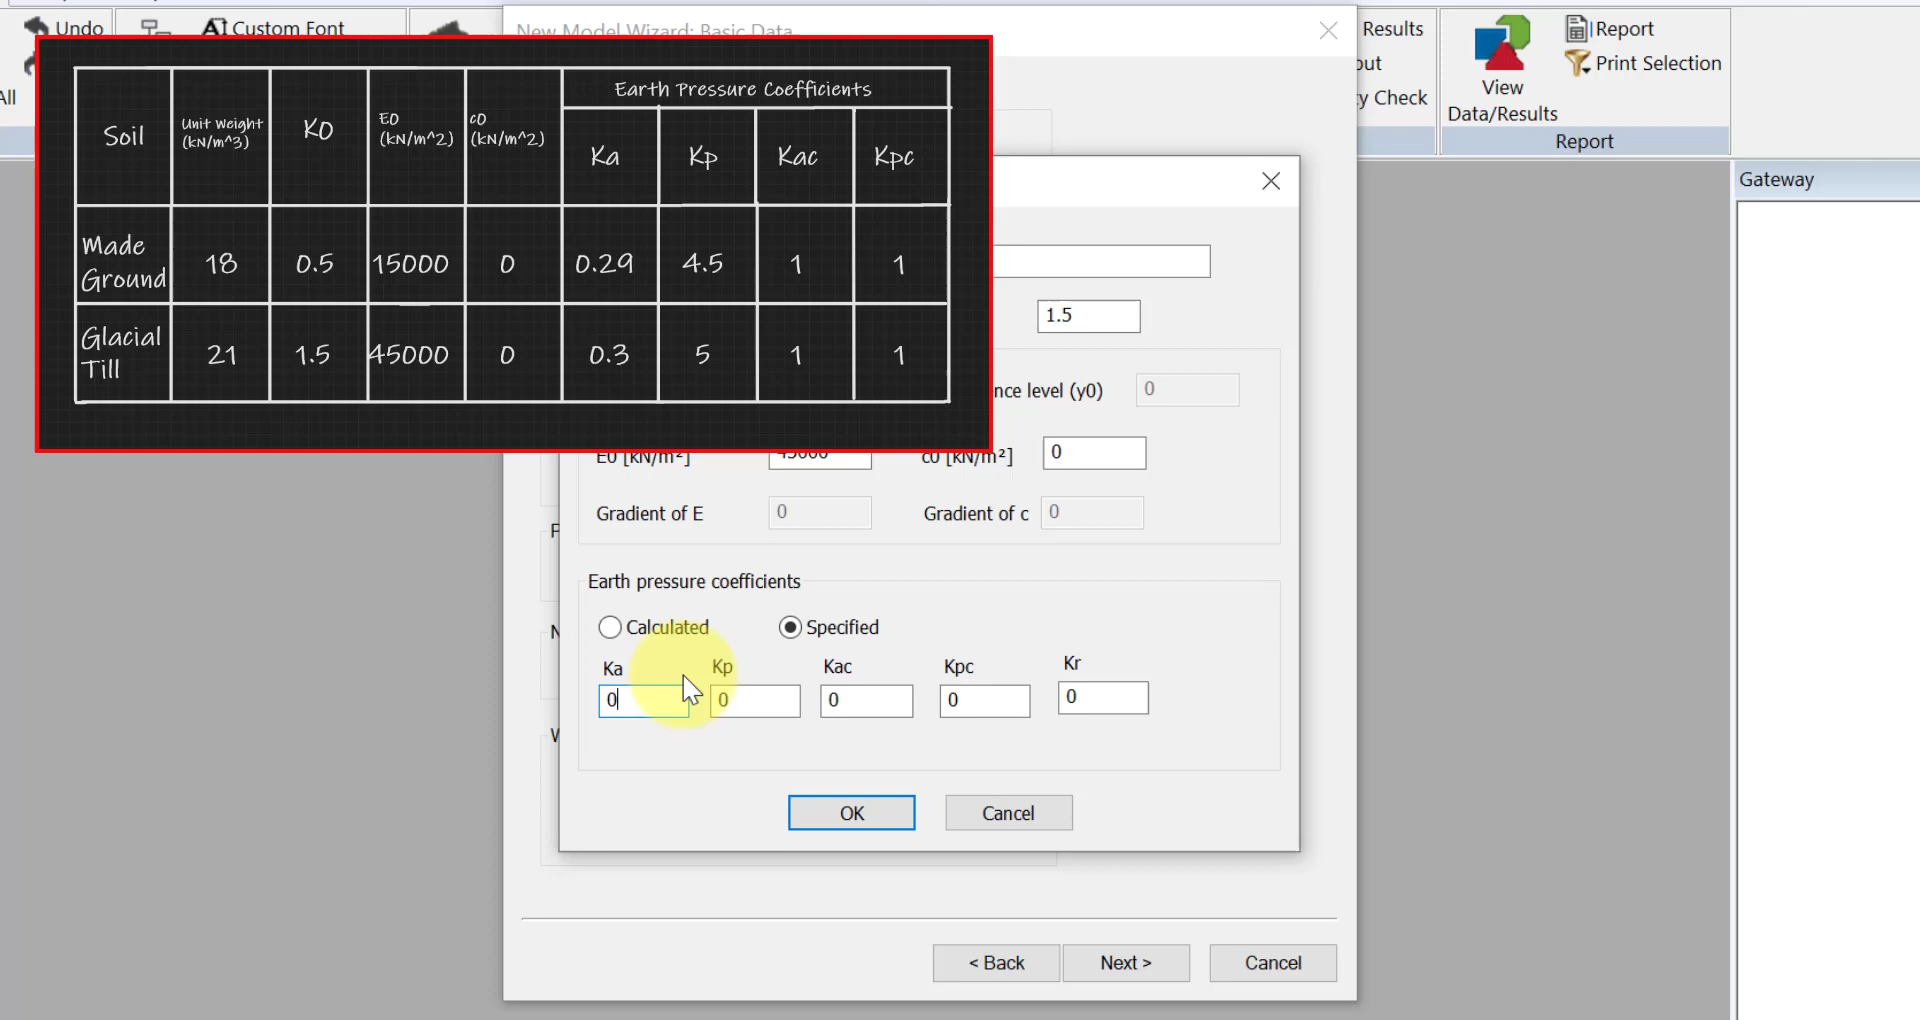 Undo
Custom Font
All
New Model Wizard: Basic Data
Results
out
y Check
View
Data/Results
Report
Print Selection
Report
Gateway
Soil
Unit Weight
(kN/m^3)
K0
E0
(kN/m^2)
c0
(kN/m^2)
Earth Pressure Coefficients
Ka
Kp
Kac
Kpc
Made
Ground
18
0.5
15000
0
0.29
4.5
1
1
Glacial
Till
21
1.5
45000
0
0.3
5
1
1
1.5
nce level (y0)
0
E0 [kN/m²]
45000
c0 [kN/m²]
0
Gradient of E
0
Gradient of c
0
Earth pressure coefficients
Calculated
Specified
Ka
Kp
Kac
Kpc
Kr
0
0
0
0
0
OK
Cancel
< Back
Next >
Cancel